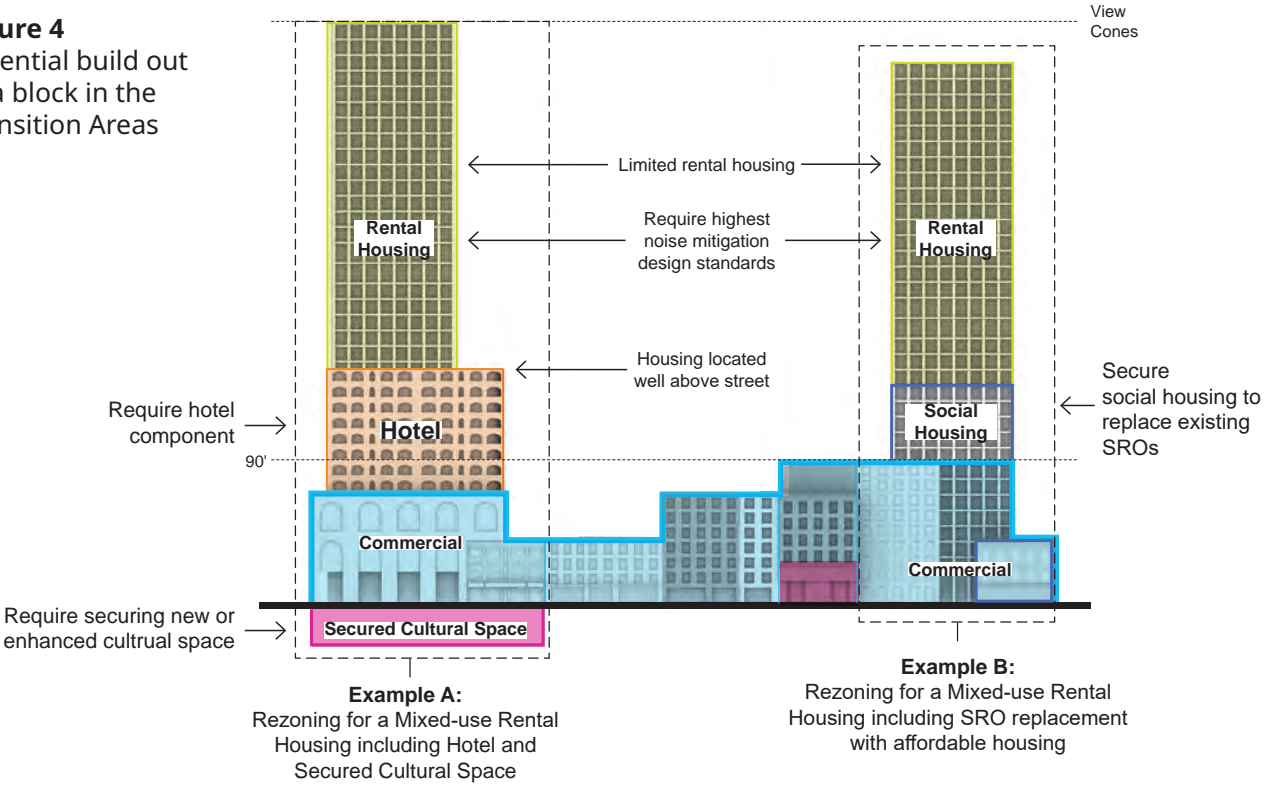 ure 4
ential build out
a block in the
nsition Areas
View
Cones
Limited rental housing
Rental
Housing
Require highest
noise mitigation
design standards
Rental
Housing
Housing located
well above street
Require hotel
component
Hotel
Social
Housing
Secure
social housing to
replace existing
SROs
90'
Commercial
Commercial
Require securing new or
enhanced cultrual space
Secured Cultural Space
Example A:
Rezoning for a Mixed-use Rental
Housing including Hotel and
Secured Cultural Space
Example B:
Rezoning for a Mixed-use Rental
Housing including SRO replacement
with affordable housing